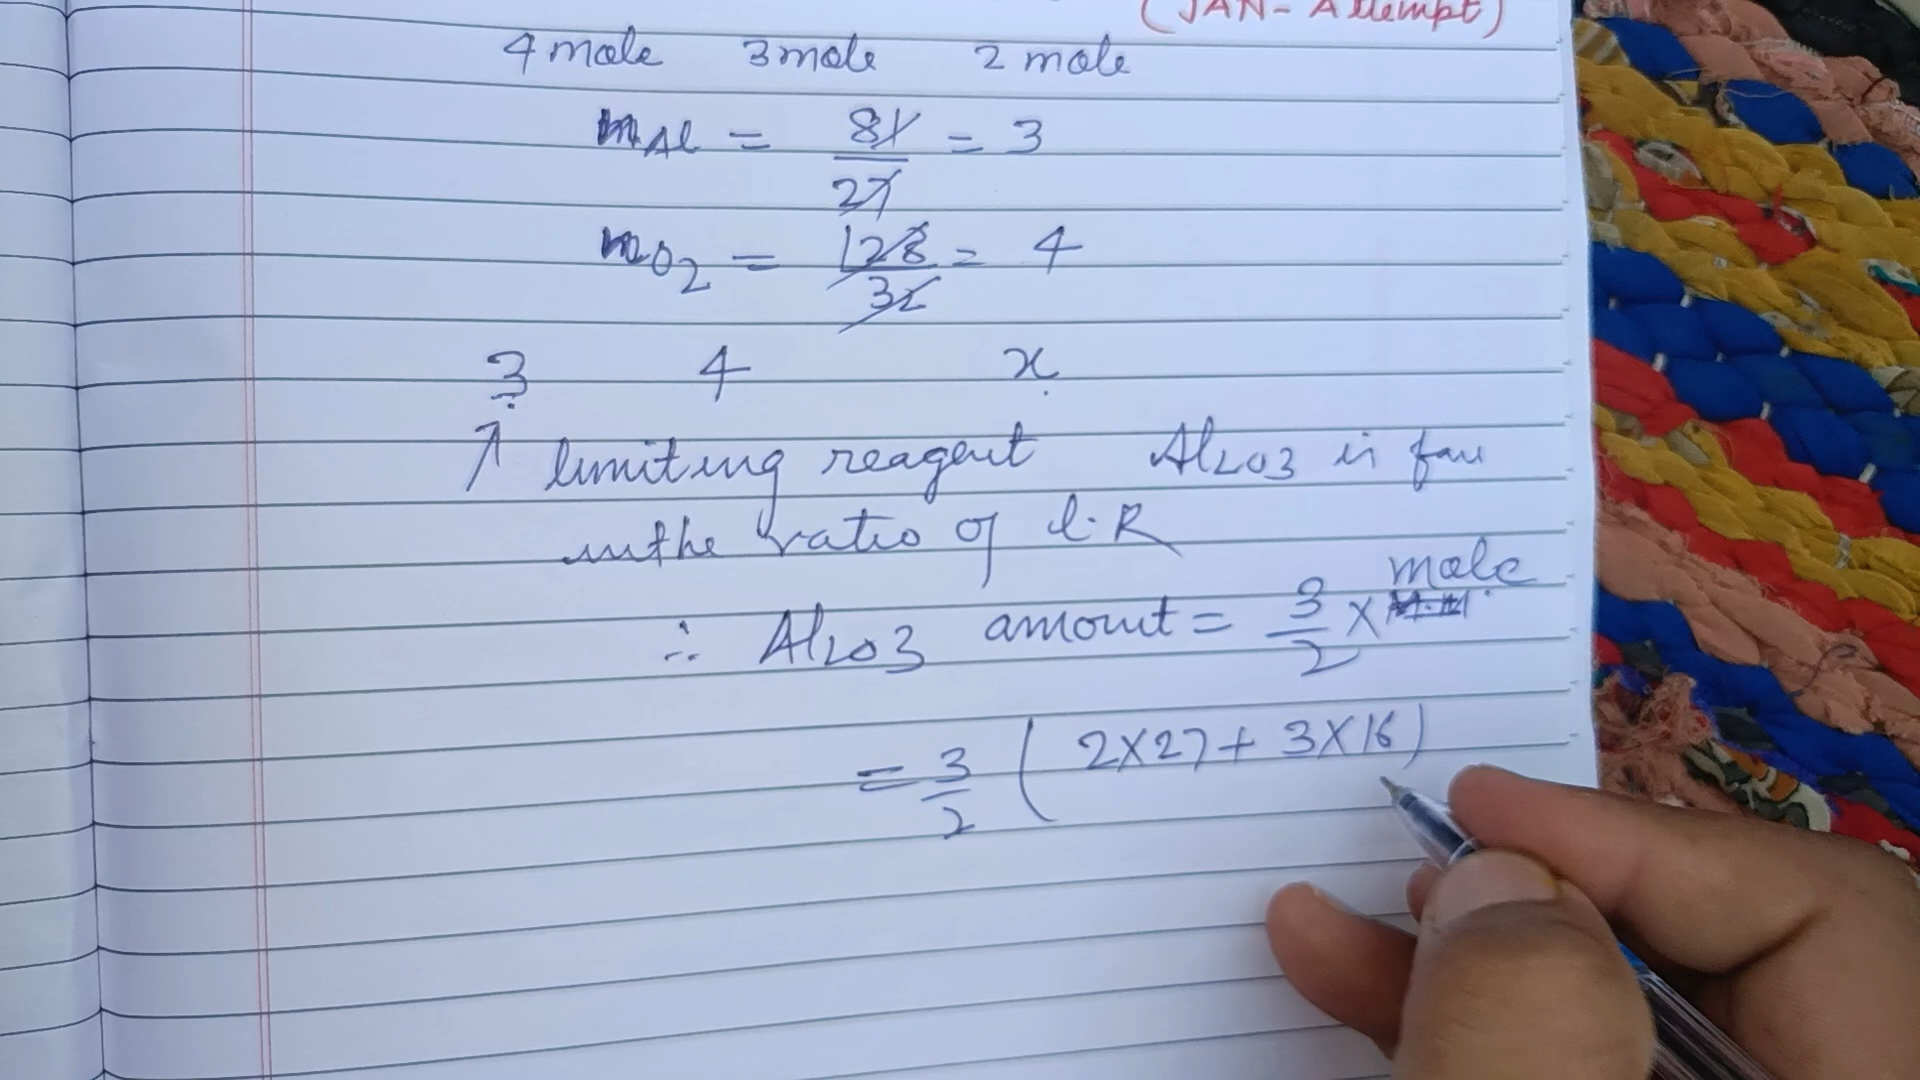 (JAN- Attempt)
4 mole 3 mole 2 mole
nAl = 81/27 = 3
nO2 = 128/32 = 4
3 4 x
↑ limiting reagent Al2O3 is
in the ratio of L.R
∴ Al2O3 amount = 3/2 × mole
= 3/2 (2×27+3×16)